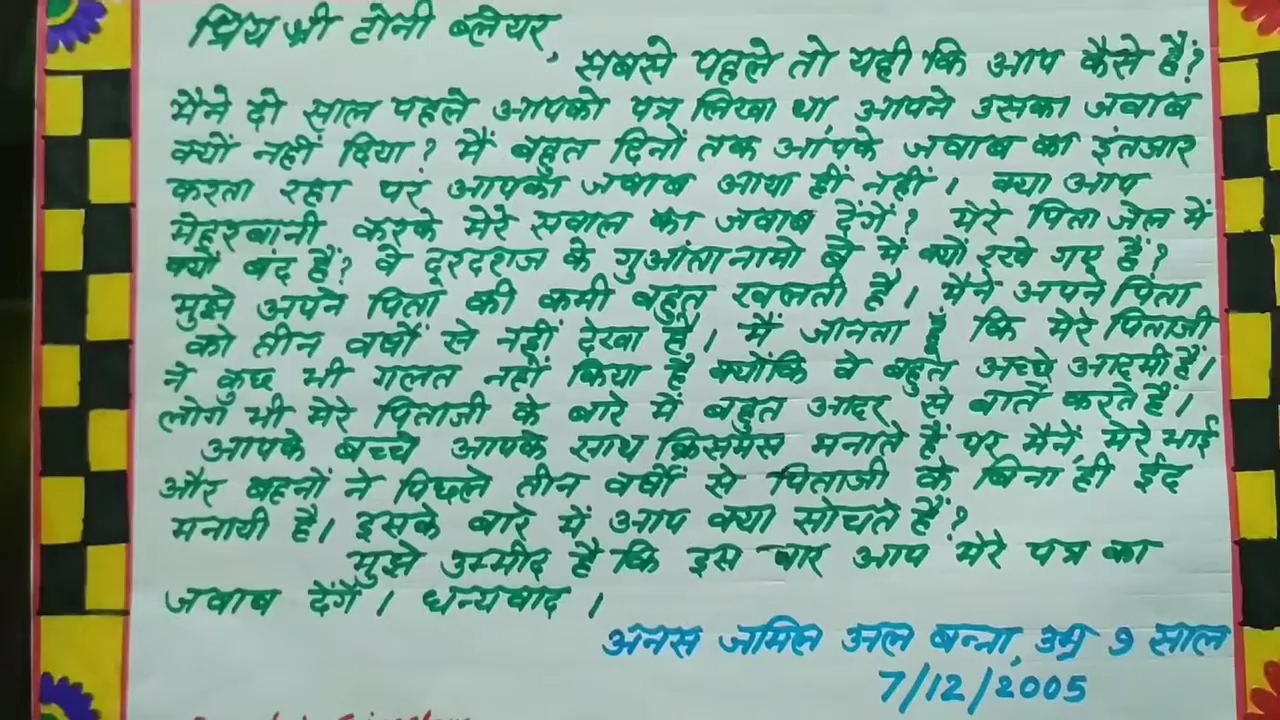 प्रिय श्री टोनी ब्लेयर,
सबसे पहले तो यही कि आप कैसे हैं?
मैंने दो साल पहले आपको पत्र लिखा था, आपने उसका जवाब
क्यों नहीं दिया? मैं बहुत दिनों तक आपके जवाब का इंतजार
करता रहा पर आपका जवाब आया हीं नहीं। क्या आप
मेहरबानी करके मेरे सवाल का जवाब देंगें? मेरे पिता जेल में
क्यों बंद हैं? वे दूरदराज के गुआंतानामो बे में क्यों रखे गए हैं?
मुझे अपने पिता की कमी बहुत खलती है। मैंने अपने पिता
को तीन वर्षों से नहीं देखा है। मैं जानता हूँ कि मेरे पिताजी
ने कुछ भी गलत नहीं किया है क्योंकि वे बहुत अच्छे आदमी हैं।
लोग भी मेरे पिताजी के बारे में बहुत आदर से बातें करते हैं।
आपके बच्चे आपके साथ क्रिसमस मनाते हैं पर मैनें, मेरे भाई
और बहनों ने पिछले तीन वर्षों से पिताजी के बिना ही ईद
मनायी है। इसके बारे में आप क्या सोचते हैं?
मुझे उम्मीद है कि इस बार आप मेरे पत्र का
जवाब देंगें। धन्यवाद।
अनस जमिल अल बन्ना, उम्र 9 साल
7/12/2005